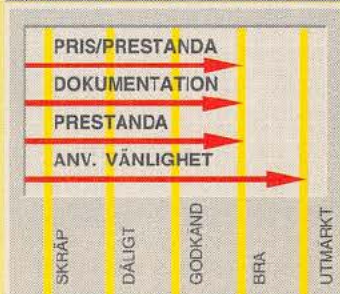 PRIS/PRESTANDA
DOKUMENTATION
PRESTANDA
ANV. VÄNLIGHET
SKRÄP
DÅLIGT
GODKÄND
BRA
UTMÄRKT